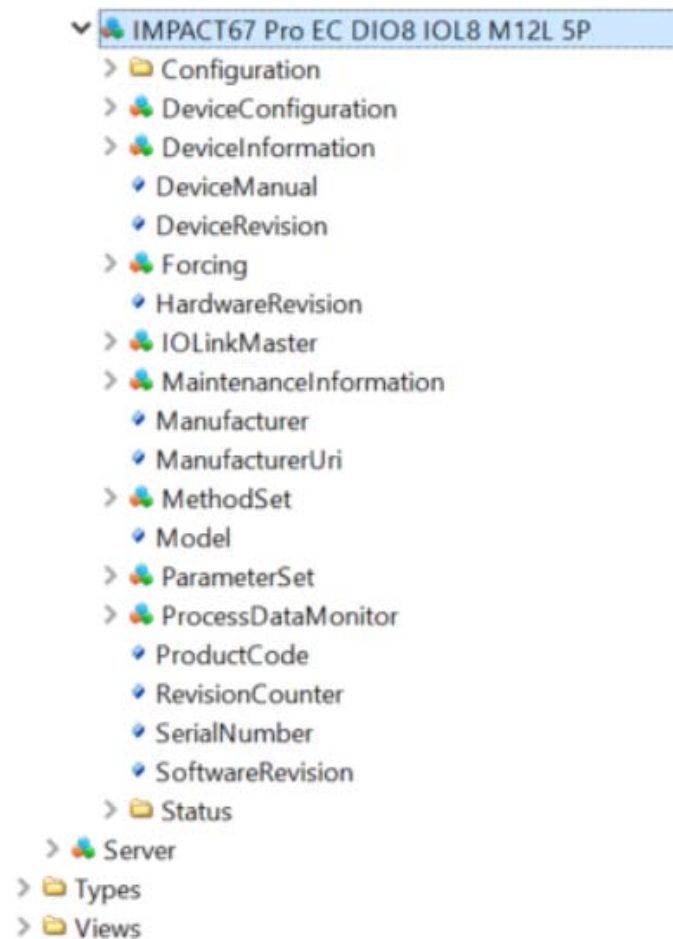 IMPACT67 Pro EC DIO8 IOL8 M12L 5P
Configuration
DeviceConfiguration
DeviceInformation
DeviceManual
DeviceRevision
Forcing
HardwareRevision
IOLinkMaster
MaintenanceInformation
Manufacturer
ManufacturerUri
MethodSet
Model
ParameterSet
ProcessDataMonitor
ProductCode
RevisionCounter
SerialNumber
SoftwareRevision
Status
Server
Types
Views